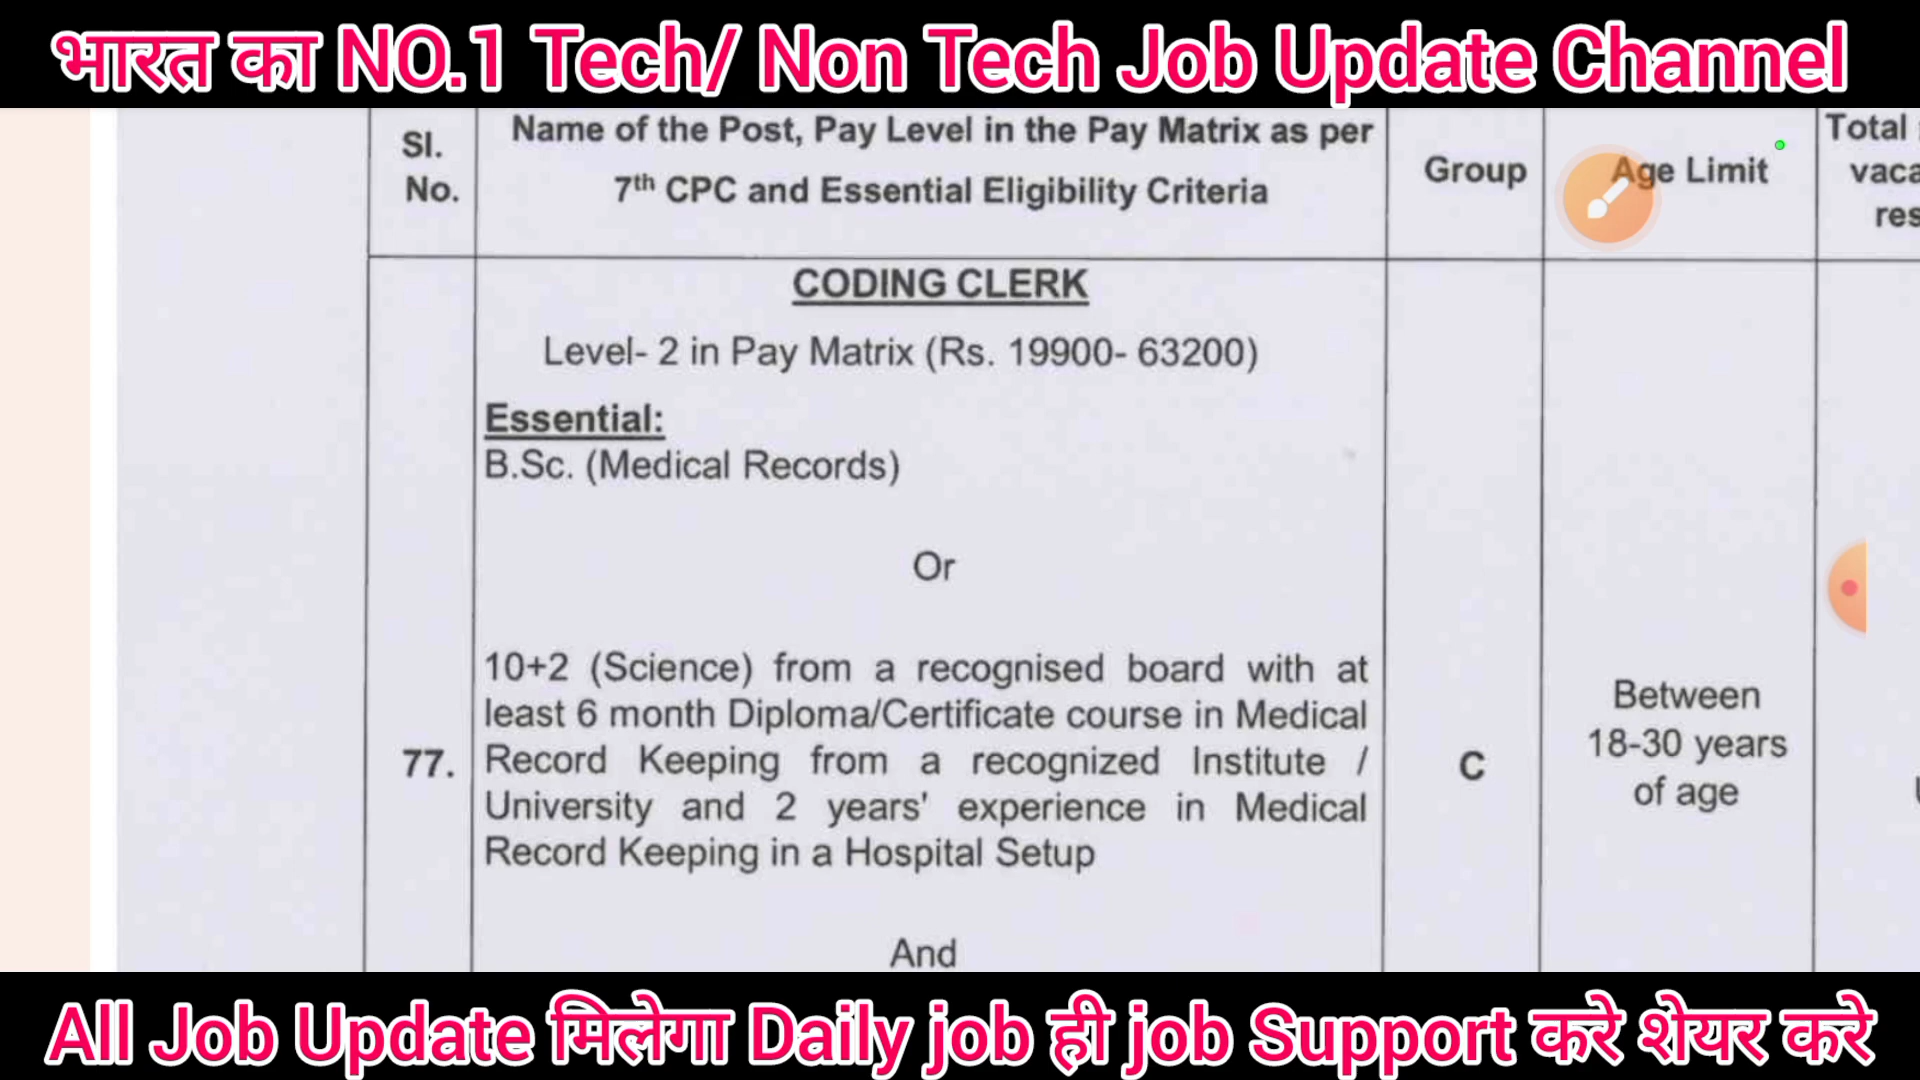 भारत का NO.1 Tech/ Non Tech Job Update Channel
Sl.
No.
Name of the Post, Pay Level in the Pay Matrix as per
7th CPC and Essential Eligibility Criteria
Group
Age Limit
Total
CODING CLERK
Level- 2 in Pay Matrix (Rs. 19900- 63200)
Essential:
B.Sc. (Medical Records)
Or
77.
10+2 (Science) from a recognised board with at
least 6 month Diploma/Certificate course in Medical
Record Keeping from a recognized Institute /
University and 2 years' experience in Medical
Record Keeping in a Hospital Setup
And
C
Between
18-30 years
of age
All Job Update मिलेगा Daily job ही job Support करे शेयर करे